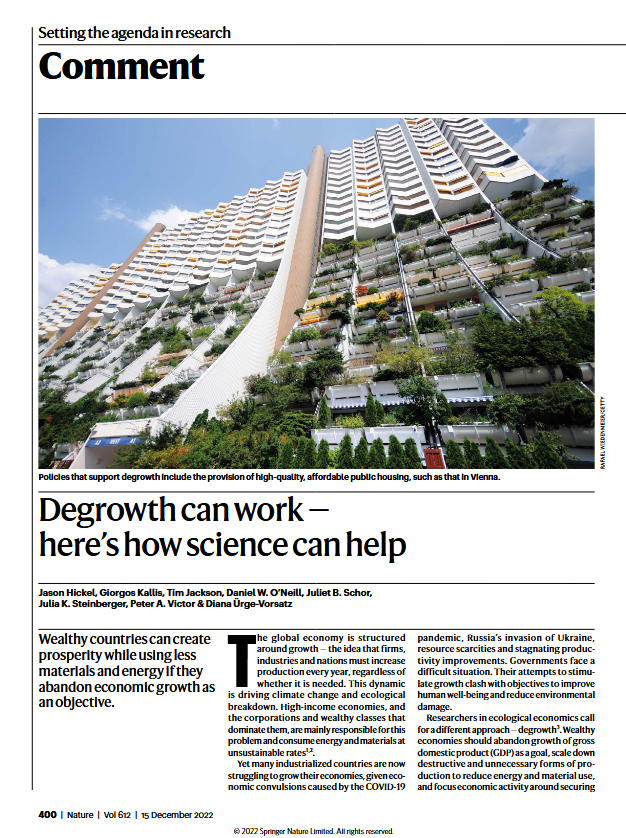 Setting the agenda in research
Comment
RAFAEL WIEDENMEIER/GETTY
Policies that support degrowth include the provision of high-quality, affordable public housing, such as that in Vienna.
Degrowth can work —
here's how science can help
Jason Hickel, Giorgos Kallis, Tim Jackson, Daniel W. O'Neill, Juliet B. Schor,
Julia K. Steinberger, Peter A. Victor & Diana Ürge-Vorsatz
Wealthy countries can create
prosperity while using less
materials and energy if they
abandon economic growth as
an objective.
The global economy is structured
around growth — the idea that firms,
industries and nations must increase
production every year, regardless of
whether it is needed. This dynamic
is driving climate change and ecological
breakdown. High-income economies, and
the corporations and wealthy classes that
dominate them, are mainly responsible for this
problem and consume energy and materials at
unsustainable rates1,2.
Yet many industrialized countries are now
struggling to grow their economies, given eco-
nomic convulsions caused by the COVID-19
pandemic, Russia's invasion of Ukraine,
resource scarcities and stagnating produc-
tivity improvements. Governments face a
difficult situation. Their attempts to stimu-
late growth clash with objectives to improve
human well-being and reduce environmental
damage.
Researchers in ecological economics call
for a different approach — degrowth3. Wealthy
economies should abandon growth of gross
domestic product (GDP) as a goal, scale down
destructive and unnecessary forms of pro-
duction to reduce energy and material use,
and focus economic activity around securing
400 | Nature | Vol 612 | 15 December 2022
© 2022 Springer Nature Limited. All rights reserved.